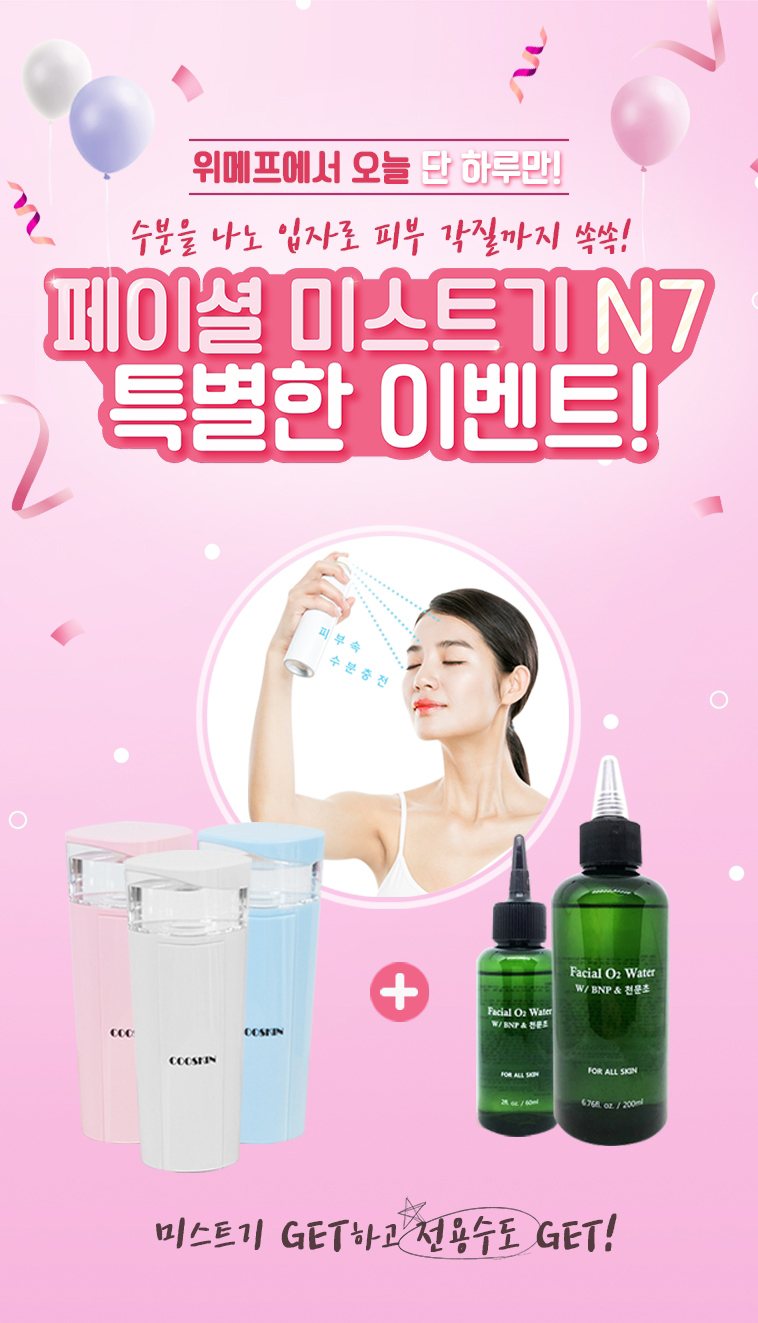 위메프에서 오늘 단 하루만!
수분을 나노 입자로 피부 각질까지 쏙쏙!
페이셜 미스트기 N7
특별한 이벤트!
피부속
수분충전
COOSKIN
Facial O₂ Water
W/ BNP & 천문초
FOR ALL SKIN
2fl. oz. / 60ml
Facial O₂ Water
W/ BNP & 천문초
FOR ALL SKIN
6.76fl. oz. / 200ml
미스트기 GET하고 전용수도 GET!